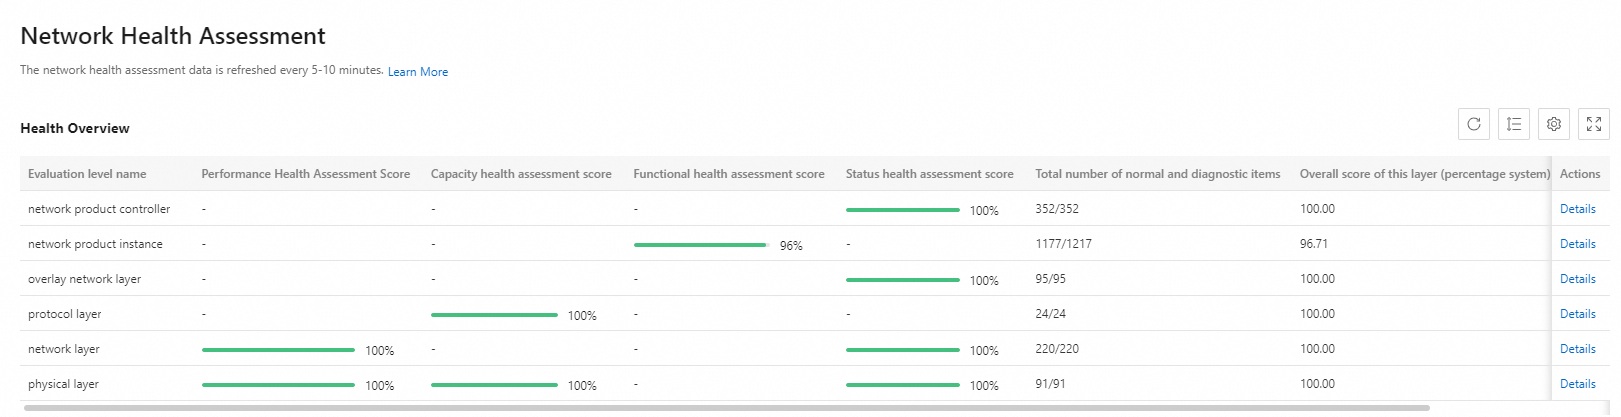 Network Health Assessment
The network health assessment data is refreshed every 5-10 minutes. Learn More
Health Overview
Evaluation level name Performance Health Assessment Score Capacity health assessment score Functional health assessment score Status health assessment score Total number of normal and diagnostic items Overall score of this layer (percentage system) Actions
network product controller - - - 100% 352/352 100.00 Details
network product instance - - 96% - 1177/1217 96.71 Details
overlay network layer - - - 100% 95/95 100.00 Details
protocol layer - 100% - - 24/24 100.00 Details
network layer 100% - - 100% 220/220 100.00 Details
physical layer 100% 100% - 100% 91/91 100.00 Details